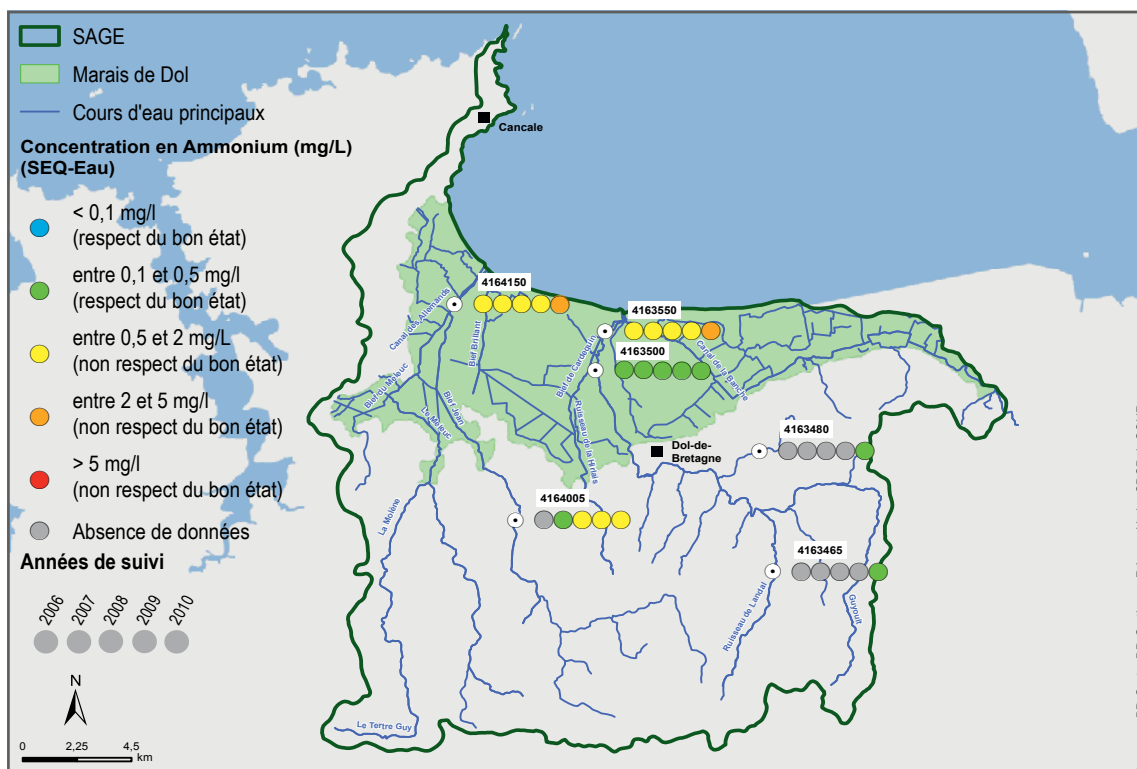 SAGE
Marais de Dol
Cours d'eau principaux
Concentration en Ammonium (mg/L)
(SEQ-Eau)
< 0,1 mg/l
(respect du bon état)
entre 0,1 et 0,5 mg/l
(respect du bon état)
entre 0,5 et 2 mg/L
(non respect du bon état)
entre 2 et 5 mg/l
(non respect du bon état)
> 5 mg/l
(non respect du bon état)
Absence de données
Années de suivi
2006
2007
2008
2009
2010
N
0
2,25
4,5
km
Cancale
4164150
4163550
4163500
4163480
4164005
4163465
Dol-de-
Bretagne
Canal des Allemands
Bief Brillant
Bief de Cardequin
Canal de la Banche
Bief du Meleuc
Le Meleuc
Bief Jean
Ruisseau de la Hirlais
La Molène
Ruisseau de Landal
Guyoult
Le Tertre Guy